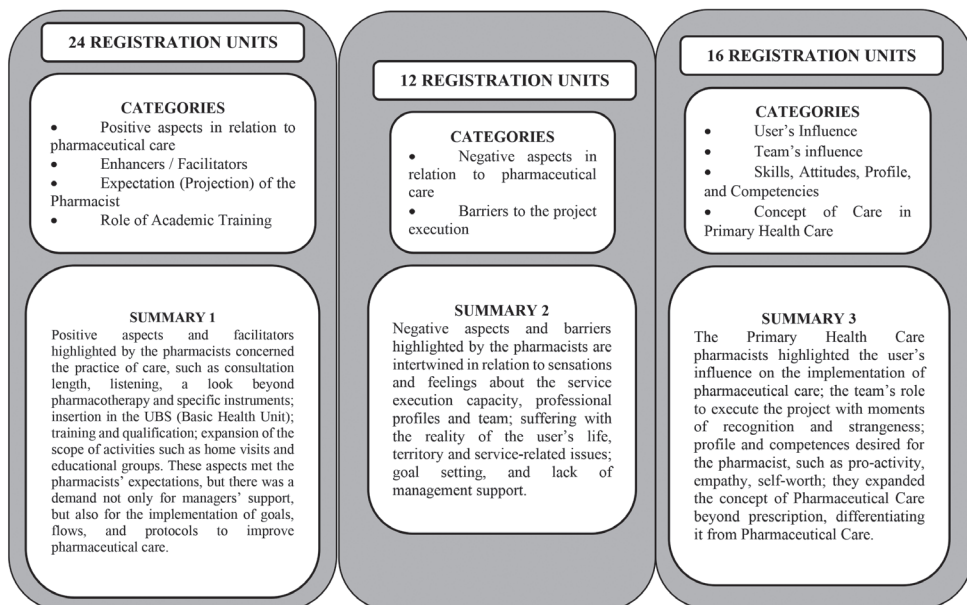 24 REGISTRATION UNITS
CATEGORIES
• Positive aspects in relation to
pharmaceutical care
• Enhancers / Facilitators
• Expectation (Projection) of the
Pharmacist
• Role of Academic Training
SUMMARY 1
Positive aspects and facilitators
highlighted by the pharmacists concerned
the practice of care, such as consultation
length, listening, a look beyond
pharmacotherapy and specific instruments;
insertion in the UBS (Basic Health Unit);
training and qualification; expansion of the
scope of activities such as home visits and
educational groups. These aspects met the
pharmacists' expectations, but there was a
demand not only for managers' support,
but also for the implementation of goals,
flows, and protocols to improve
pharmaceutical care.
12 REGISTRATION UNITS
CATEGORIES
• Negative aspects in
relation to pharmaceutical
care
• Barriers to the project
execution
SUMMARY 2
Negative aspects and barriers
highlighted by the pharmacists are
intertwined in relation to sensations
and feelings about the service
execution capacity, professional
profiles and team; suffering with
the reality of the user's life,
territory and service-related issues;
goal setting, and lack of
management support.
16 REGISTRATION UNITS
CATEGORIES
• User's Influence
• Team's influence
• Skills, Attitudes, Profile,
and Competencies
• Concept of Care in
Primary Health Care
SUMMARY 3
The Primary Health Care
pharmacists highlighted the user's
influence on the implementation of
pharmaceutical care; the team's role
to execute the project with moments
of recognition and strangeness;
profile and competences desired for
the pharmacist, such as pro-activity,
empathy, self-worth; they expanded
the concept of Pharmaceutical Care
beyond prescription, differentiating
it from Pharmaceutical Care.